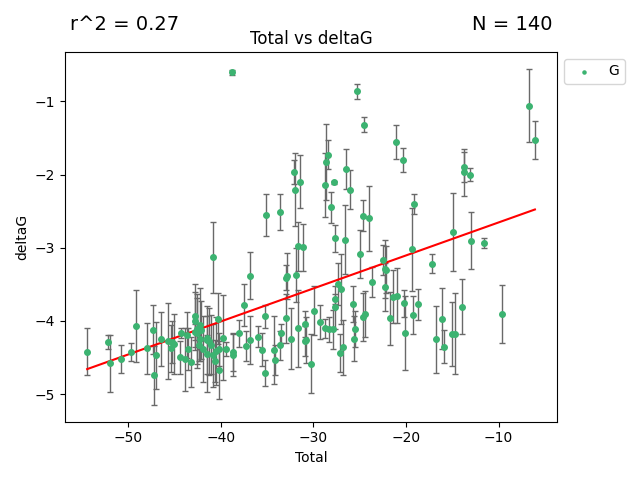 r^2 = 0.27
N = 140
Total vs deltaG
G
−1
−2
−3
−4
−5
deltaG
−50 −40 −30 −20 −10
Total